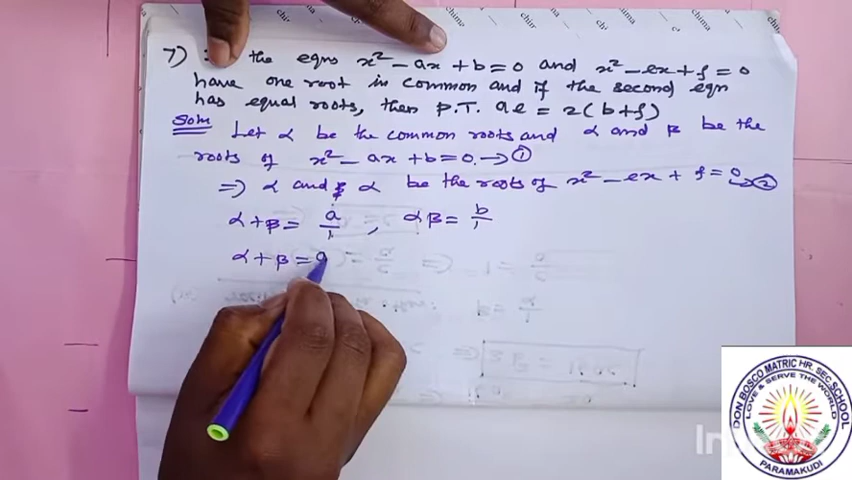 7) the eqns x² - ax + b = 0 and x² - ex + f = 0
have one root in common and if the second eqn
has equal roots, then P.T. ae = 2(b+f)
Soln Let α be the common roots and α and β be the
roots of x² - ax + b = 0. → ①
⇒ α and α be the roots of x² - ex + f = 0 → ②
α + β = a/1 , αβ = b/1
α + β = a
DON BOSCO MATRIC HR. SEC. SCHOOL
LOVE & SERVE THE WORLD
PARAMAKUDI